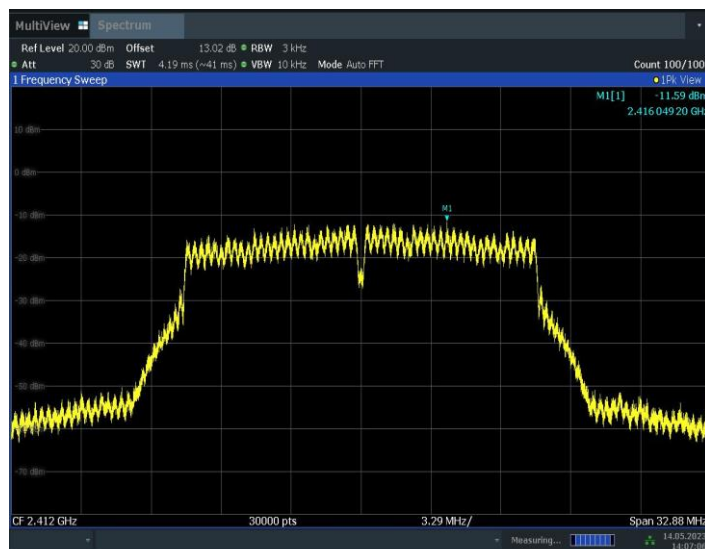 MultiView Spectrum
Ref Level 20.00 dBm Offset 13.02 dB RBW 3 kHz
Att 30 dB SWT 4.19 ms (~41 ms) VBW 10 kHz Mode Auto FFT Count 100/100
1 Frequency Sweep 1Pk View
M1[1] -11.59 dBm
2.416 049 20 GHz
10 dBm
0 dBm
-10 dBm
M1
-20 dBm
-30 dBm
-40 dBm
-50 dBm
-70 dBm
CF 2.412 GHz 30000 pts 3.29 MHz/ Span 32.88 MHz
Measuring... 14.05.2023
14:07:06